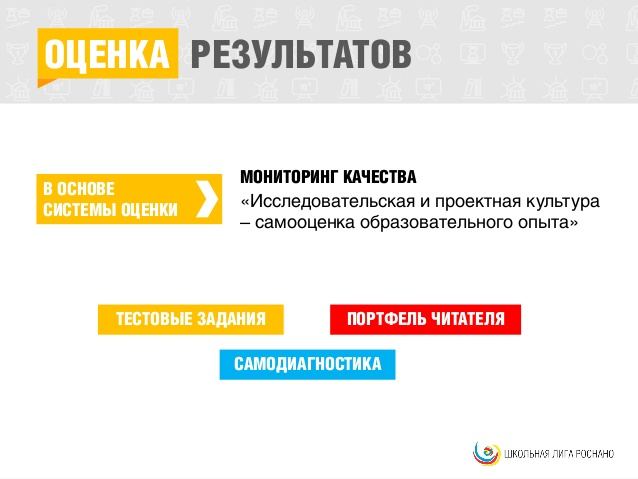 ОЦЕНКА РЕЗУЛЬТАТОВ
В ОСНОВЕ
СИСТЕМЫ ОЦЕНКИ
МОНИТОРИНГ КАЧЕСТВА
«Исследовательская и проектная культура
– самооценка образовательного опыта»
ТЕСТОВЫЕ ЗАДАНИЯ
ПОРТФЕЛЬ ЧИТАТЕЛЯ
САМОДИАГНОСТИКА
ШКОЛЬНАЯ ЛИГА РОСНАНО